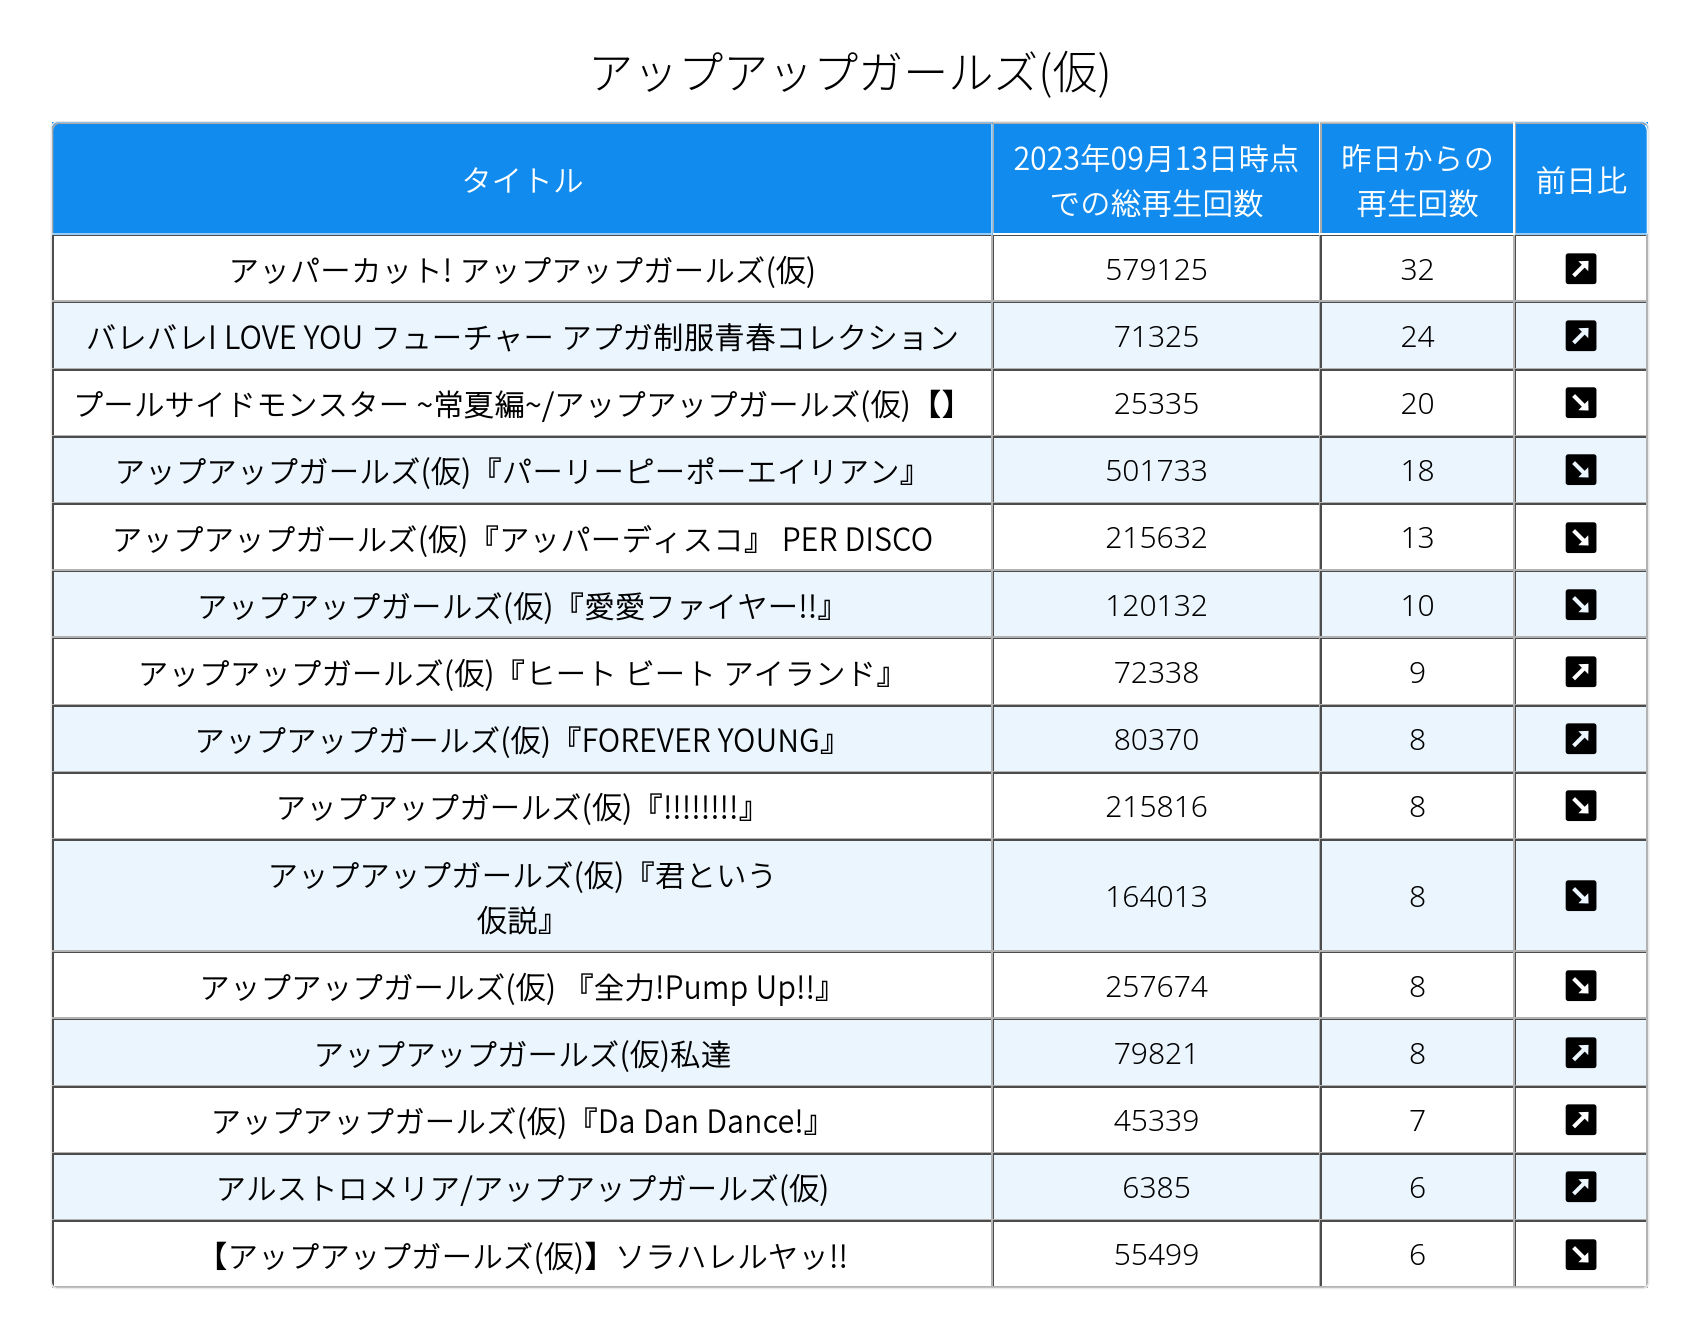 アップアップガールズ(仮)
タイトル 2023年09月13日時点での総再生回数 昨日からの再生回数 前日比
アッパーカット! アップアップガールズ(仮) 579125 32 ↗
バレバレI LOVE YOU フューチャー アプガ制服青春コレクション 71325 24 ↗
プールサイドモンスター ~常夏編~/アップアップガールズ(仮)【】 25335 20 ↘
アップアップガールズ(仮)『パーリーピーポーエイリアン』 501733 18 ↘
アップアップガールズ(仮)『アッパーディスコ』 PER DISCO 215632 13 ↘
アップアップガールズ(仮)『愛愛ファイヤー!!』 120132 10 ↘
アップアップガールズ(仮)『ヒート ビート アイランド』 72338 9 ↗
アップアップガールズ(仮)『FOREVER YOUNG』 80370 8 ↗
アップアップガールズ(仮)『!!!!!!!!』 215816 8 ↘
アップアップガールズ(仮)『君という
仮説』 164013 8 ↘
アップアップガールズ(仮) 『全力!Pump Up!!』 257674 8 ↘
アップアップガールズ(仮)私達 79821 8 ↗
アップアップガールズ(仮)『Da Dan Dance!』 45339 7 ↗
アルストロメリア/アップアップガールズ(仮) 6385 6 ↗
【アップアップガールズ(仮)】ソラハレルヤッ!! 55499 6 ↘